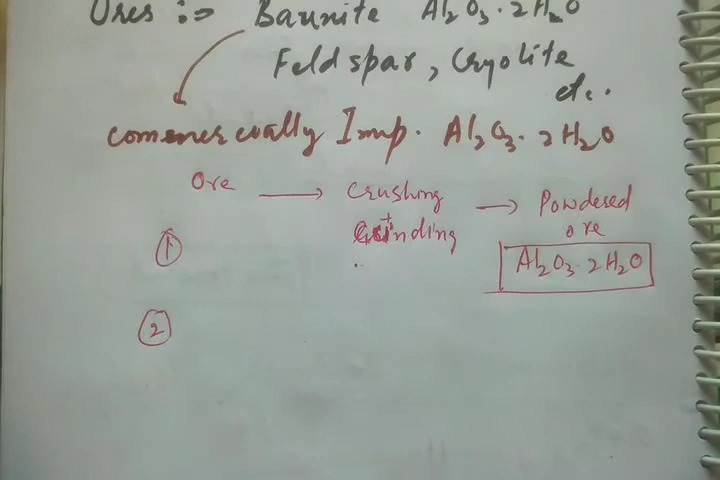 Ores :-> Bauxite Al2O3·2H2O
Feldspar, Cryolite
etc..
Commercially Imp. Al2O3·2H2O
Ore → Crushing → Powdered
+ ore
① Grinding Al2O3·2H2O
②